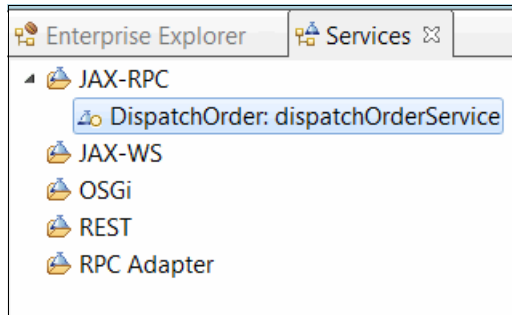 Enterprise Explorer Services
JAX-RPC
DispatchOrder: dispatchOrderService
JAX-WS
OSGi
REST
RPC Adapter